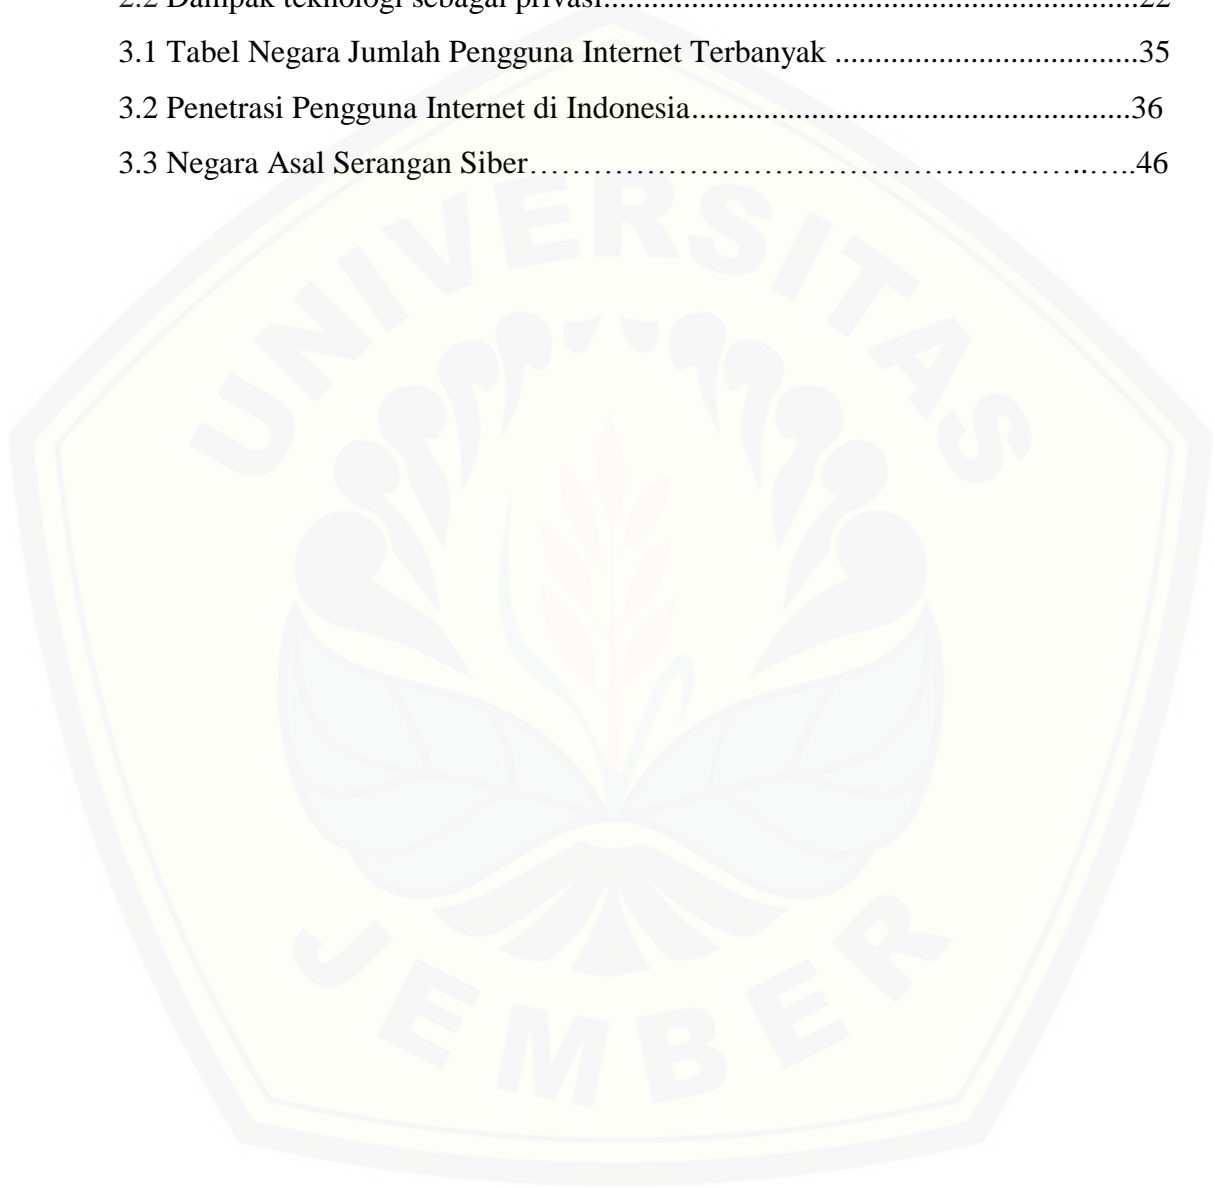 2.2 Dampak teknologi sebagai privasi....................................................................22
3.1 Tabel Negara Jumlah Pengguna Internet Terbanyak ......................................35
3.2 Penetrasi Pengguna Internet di Indonesia.......................................................36
3.3 Negara Asal Serangan Siber……………………………………………..…..46
UNIVERSITAS
JEMBER